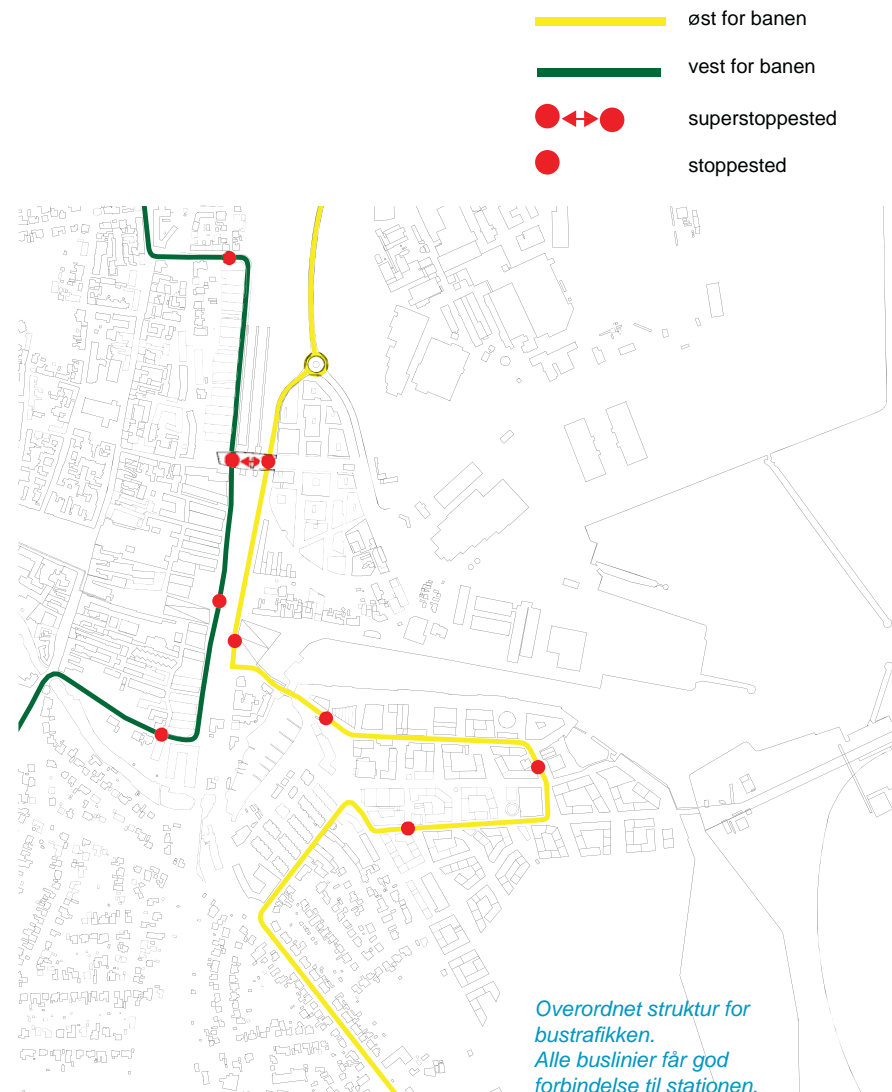 øst for banen
vest for banen
superstoppested
stoppested
Overordnet struktur for
bustrafikken.
Alle buslinier får god
forbindelse til stationen.